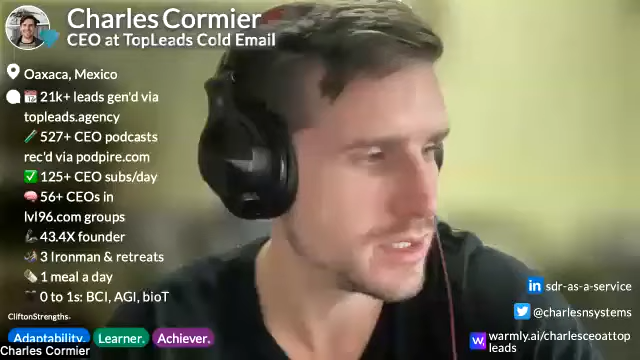 Charles Cormier
CEO at TopLeads Cold Email
Oaxaca, Mexico
21k+ leads gen'd via
topleads.agency
527+ CEO podcasts
rec'd via podpire.com
125+ CEO subs/day
56+ CEOs in
lvl96.com groups
43.4X founder
3 Ironman & retreats
1 meal a day
0 to 1s: BCI, AGI, bioT
CliftonStrengths·
Adaptability. Learner. Achiever.
Charles Cormier
sdr-as-a-service
@charlesnsystems
warmly.ai/charlesceoattop
leads